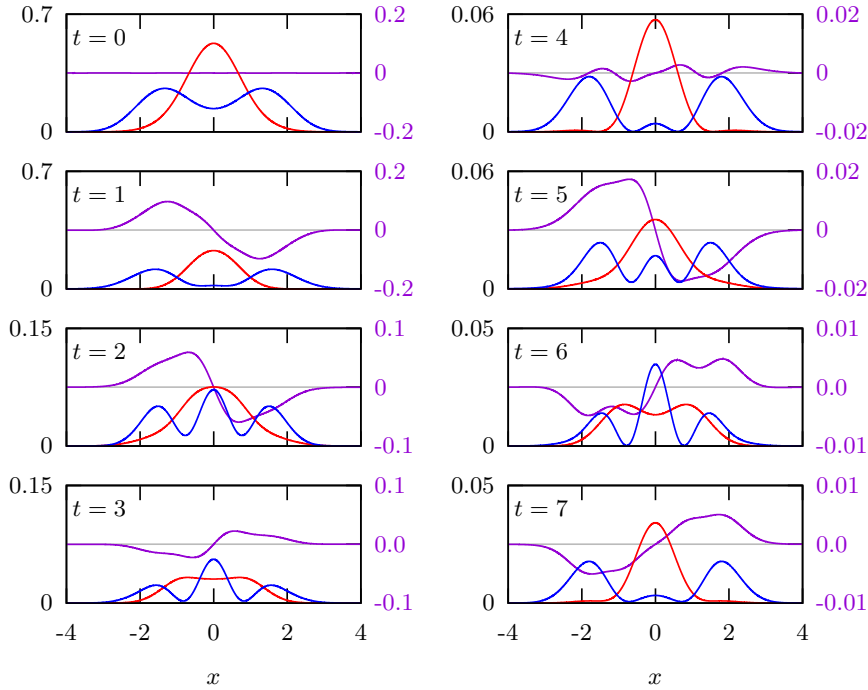 0.7 0.2 0.06 0.02
t = 0 t = 4
0 0
0 -0.2 0 -0.02
0.7 0.2 0.06 0.02
t = 1 t = 5
0 0
0 -0.2 0 -0.02
0.15 0.1 0.05 0.01
t = 2 t = 6
0 0.0
0 -0.1 0 -0.01
0.15 0.1 0.05 0.01
t = 3 t = 7
0.0 0.0
0 -0.1 0 -0.01
-4 -2 0 2 4 -4 -2 0 2 4
x x